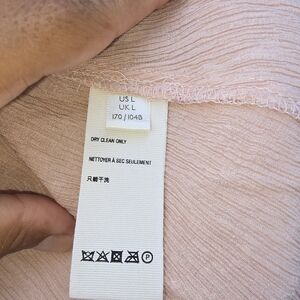 US L
UK L
170 / 104B
DRY CLEAN ONLY
NETTOYER À SEC SEULEMENT
只能干洗
P